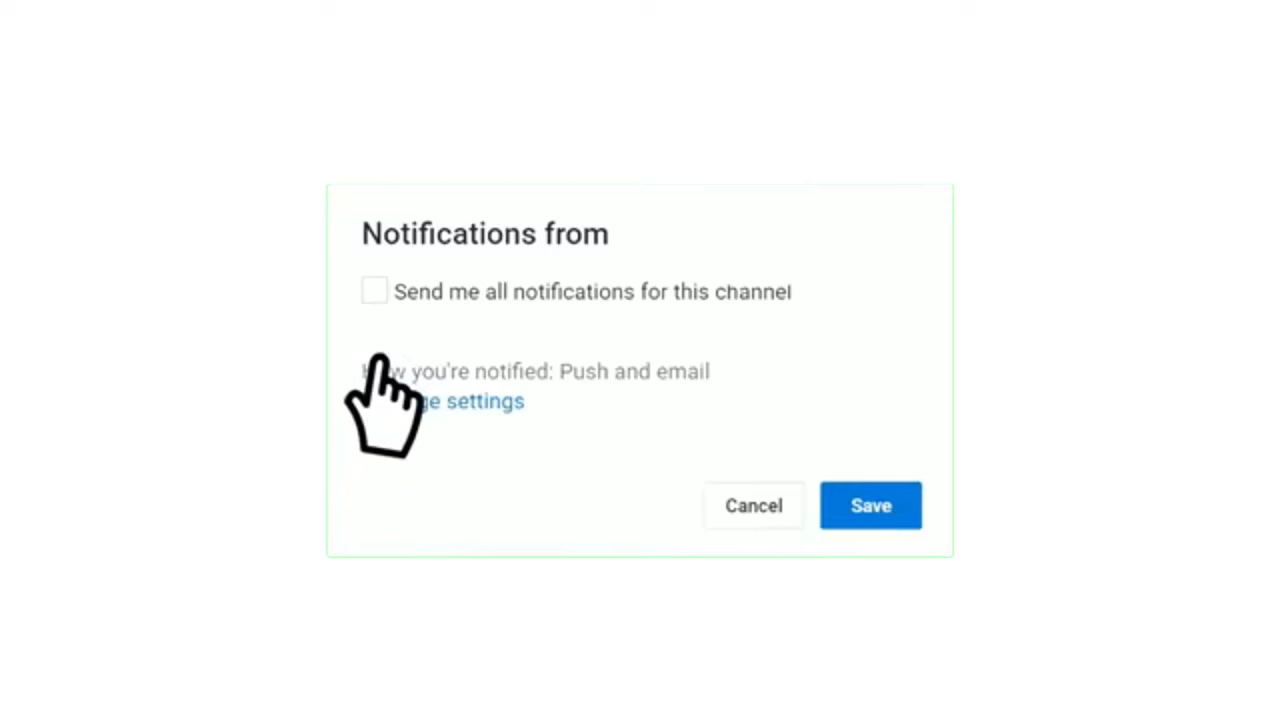 Notifications from
Send me all notifications for this channel
you're notified: Push and email
settings
Cancel
Save